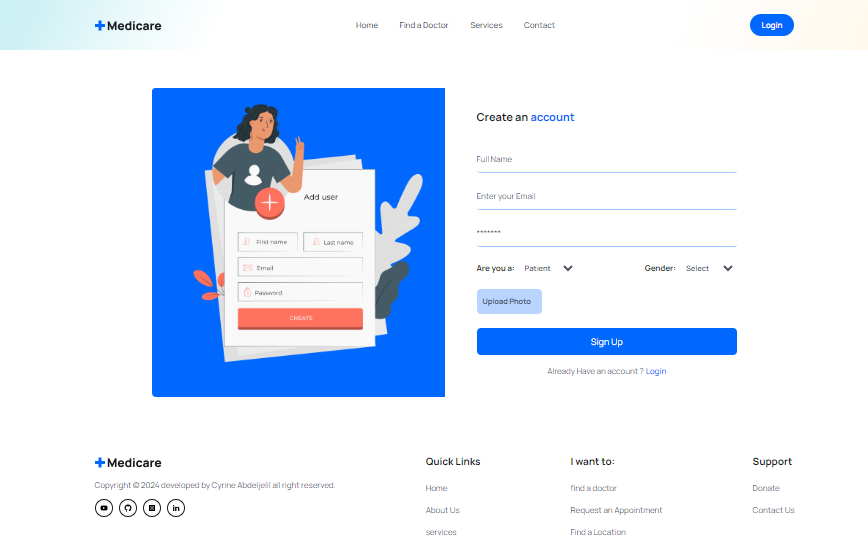 Medicare
Home Find a Doctor Services Contact
Login
Create an account
Full Name
Enter your Email
*******
Are you a: Patient Gender: Select
Upload Photo
Sign Up
Already Have an account ? Login
Add user
First name Last name
Email
Password
CREATE
Medicare
Copyright © 2024 developed by Cyrine Abdeljelil all right reserved.
Quick Links
Home
About Us
services
I want to:
find a doctor
Request an Appointment
Find a Location
Support
Donate
Contact Us